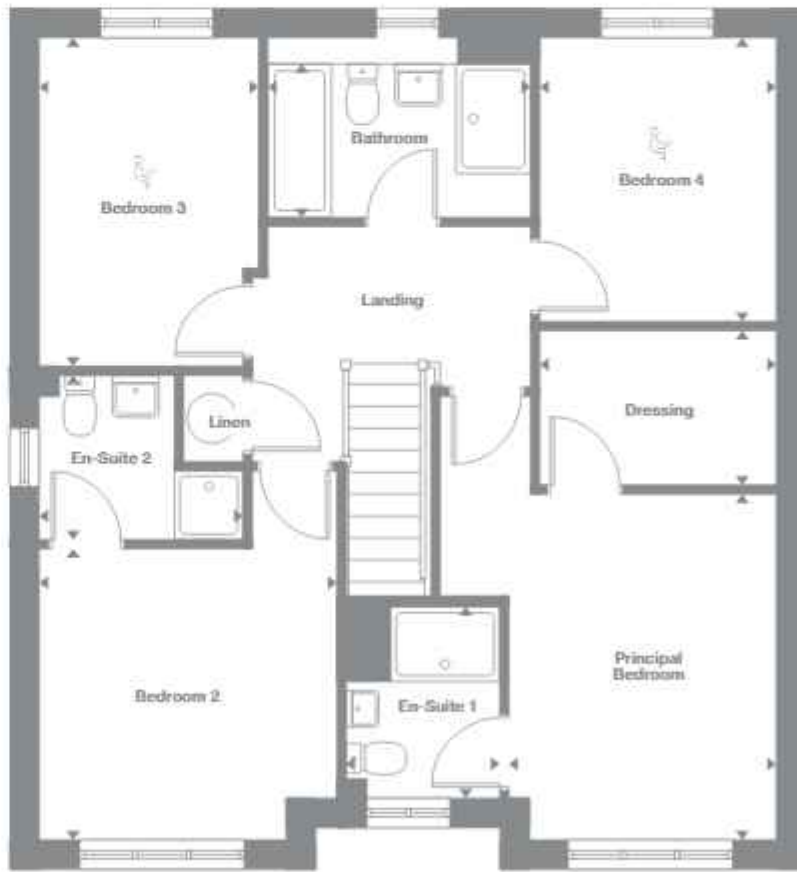 Bathroom
Bedroom 3
Bedroom 4
Landing
Linen
Dressing
En-Suite 2
Bedroom 2
En-Suite 1
Principal
Bedroom